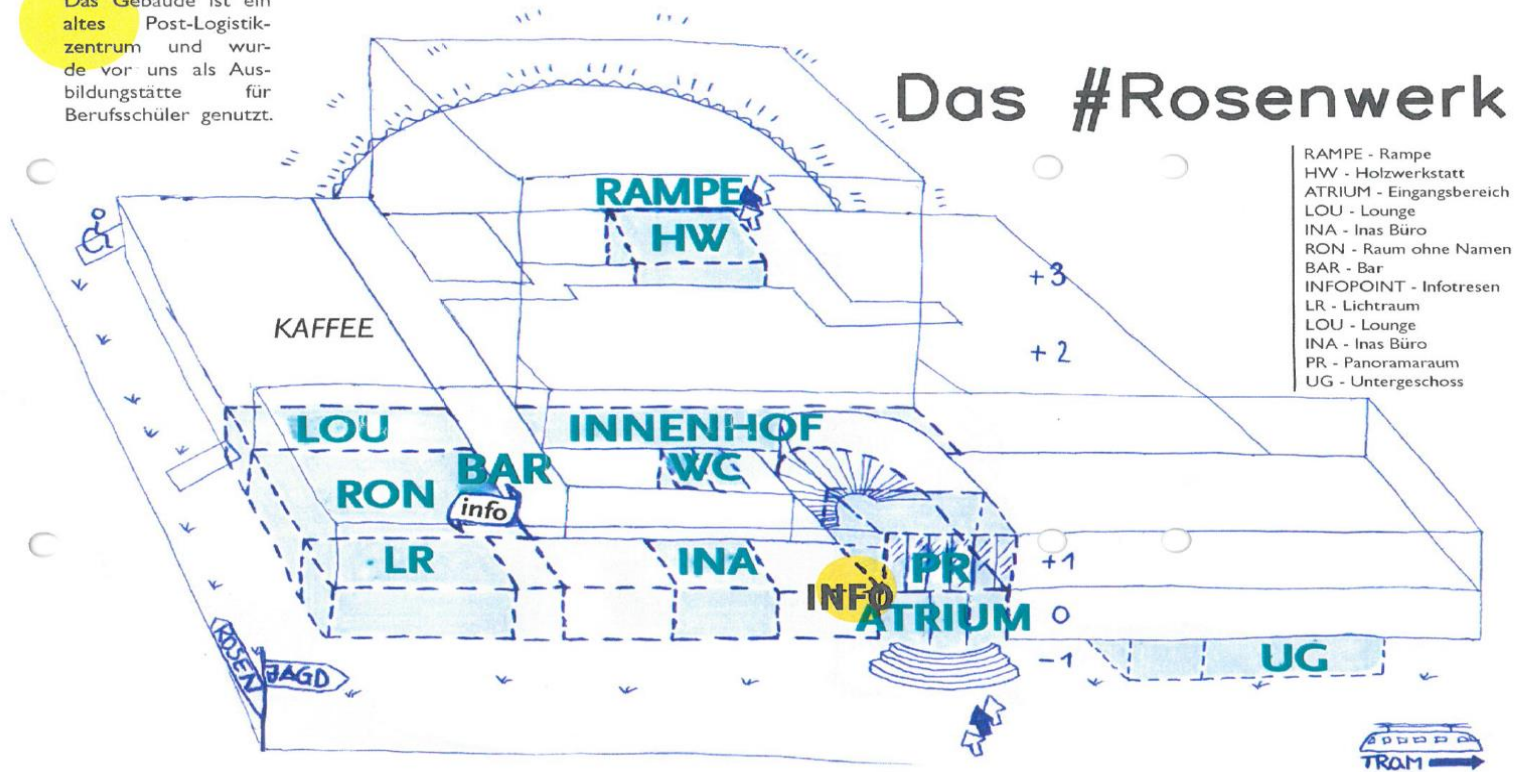 Das Gebäude ist ein
altes Post-Logistik-
zentrum und wur-
de vor uns als Aus-
bildungstätte für
Berufsschüler genutzt.
Das #Rosenwerk
RAMPE - Rampe
HW - Holzwerkstatt
ATRIUM - Eingangsbereich
LOU - Lounge
INA - Inas Büro
RON - Raum ohne Namen
BAR - Bar
INFOPOINT - Infotresen
LR - Lichtraum
LOU - Lounge
INA - Inas Büro
PR - Panoramaraum
UG - Untergeschoss
RAMPE
HW
+3
KAFFEE
+2
LOU
INNENHOF
BAR
WC
RON
info
LR
INA
PR
+1
INFO
ATRIUM
0
-1
UG
ROSEN
JAGD
TRAM